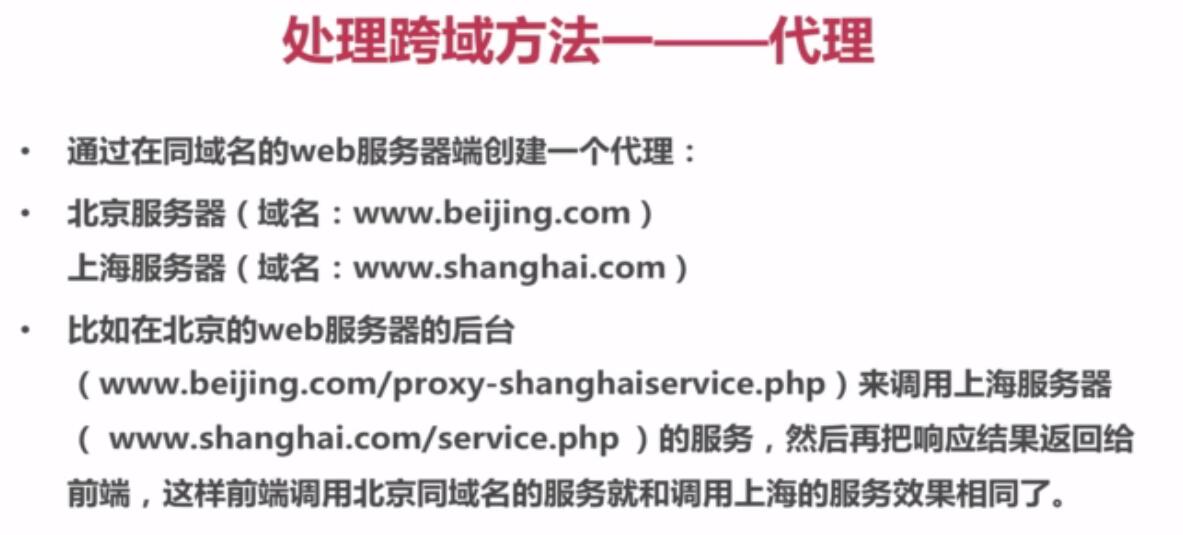 处理跨域方法一——代理
• 通过在同域名的web服务器端创建一个代理：
• 北京服务器（域名：www.beijing.com）
上海服务器（域名：www.shanghai.com）
• 比如在北京的web服务器的后台
（www.beijing.com/proxy-shanghaiservice.php）来调用上海服务器
（ www.shanghai.com/service.php ）的服务，然后再把响应结果返回给
前端，这样前端调用北京同域名的服务就和调用上海的服务效果相同了。